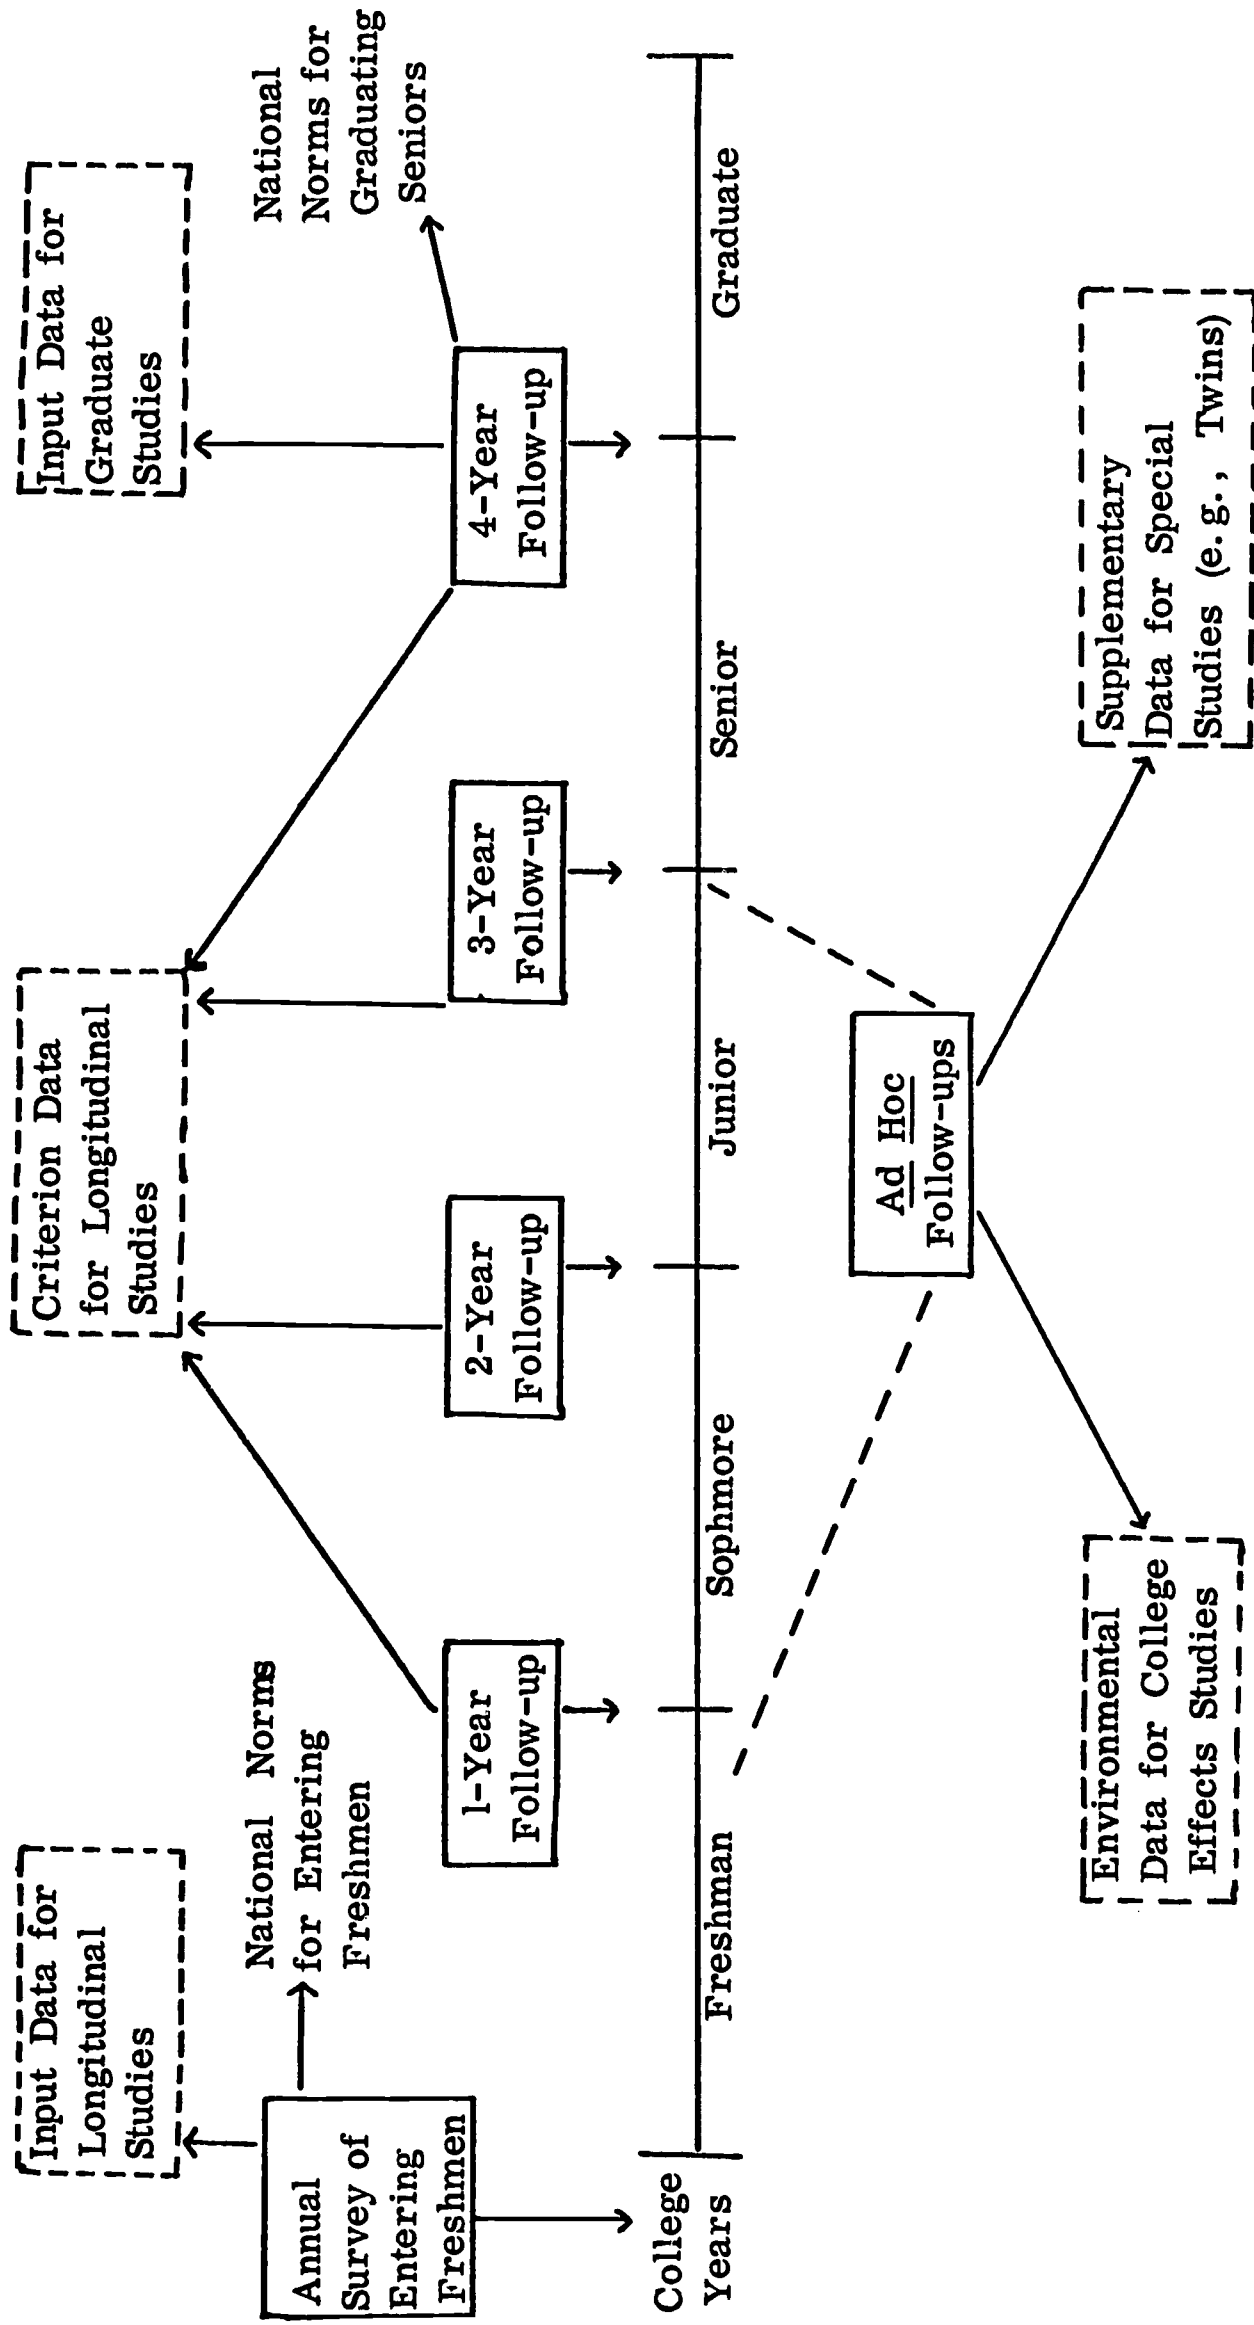 Input Data for
Longitudinal
Studies
Criterion Data
for Longitudinal
Studies
Input Data for
Graduate
Studies
Annual
Survey of
Entering
Freshmen
National Norms
for Entering
Freshmen
National
Norms for
Graduating
Seniors
1-Year
Follow-up
2-Year
Follow-up
3-Year
Follow-up
4-Year
Follow-up
College
Years
Freshman
Sophmore
Junior
Senior
Graduate
Ad Hoc
Follow-ups
Environmental
Data for College
Effects Studies
Supplementary
Data for Special
Studies (e.g., Twins)